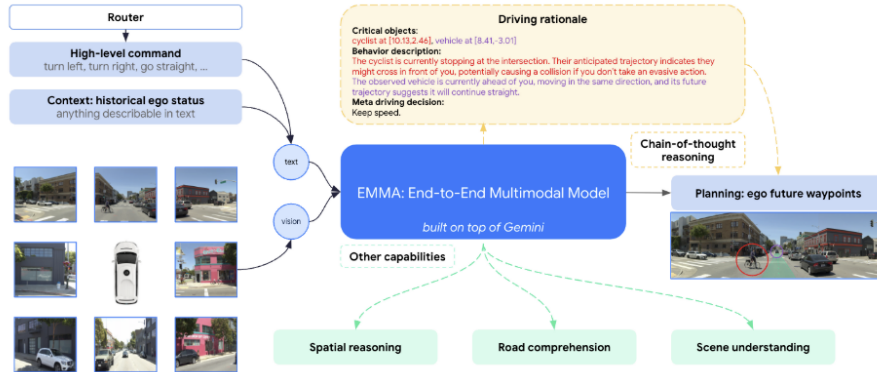 Router
High-level command
turn left, turn right, go straight, ...
Context: historical ego status
anything describable in text
text
vision
Driving rationale
Critical objects:
cyclist at [10.13,2.46], vehicle at [8.41,-3.01]
Behavior description:
The cyclist is currently stopping at the intersection. Their anticipated trajectory indicates they
might cross in front of you, potentially causing a collision if you don't take an evasive action.
The observed vehicle is currently ahead of you, moving in the same direction, and its future
trajectory suggests it will continue straight.
Meta driving decision:
Keep speed.
Chain-of-thought
reasoning
EMMA: End-to-End Multimodal Model
built on top of Gemini
Planning: ego future waypoints
Other capabilities
Spatial reasoning
Road comprehension
Scene understanding